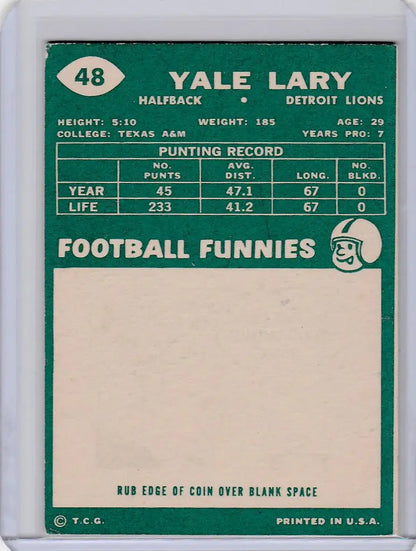 48
YALE LARY
HALFBACK • DETROIT LIONS
HEIGHT: 5:10 WEIGHT: 185 AGE: 29
COLLEGE: TEXAS A&M YEARS PRO: 7
PUNTING RECORD
NO. PUNTS AVG. DIST. LONG. NO. BLKD.
YEAR 45 47.1 67 0
LIFE 233 41.2 67 0
FOOTBALL FUNNIES
RUB EDGE OF COIN OVER BLANK SPACE
© T.C.G. PRINTED IN U.S.A.